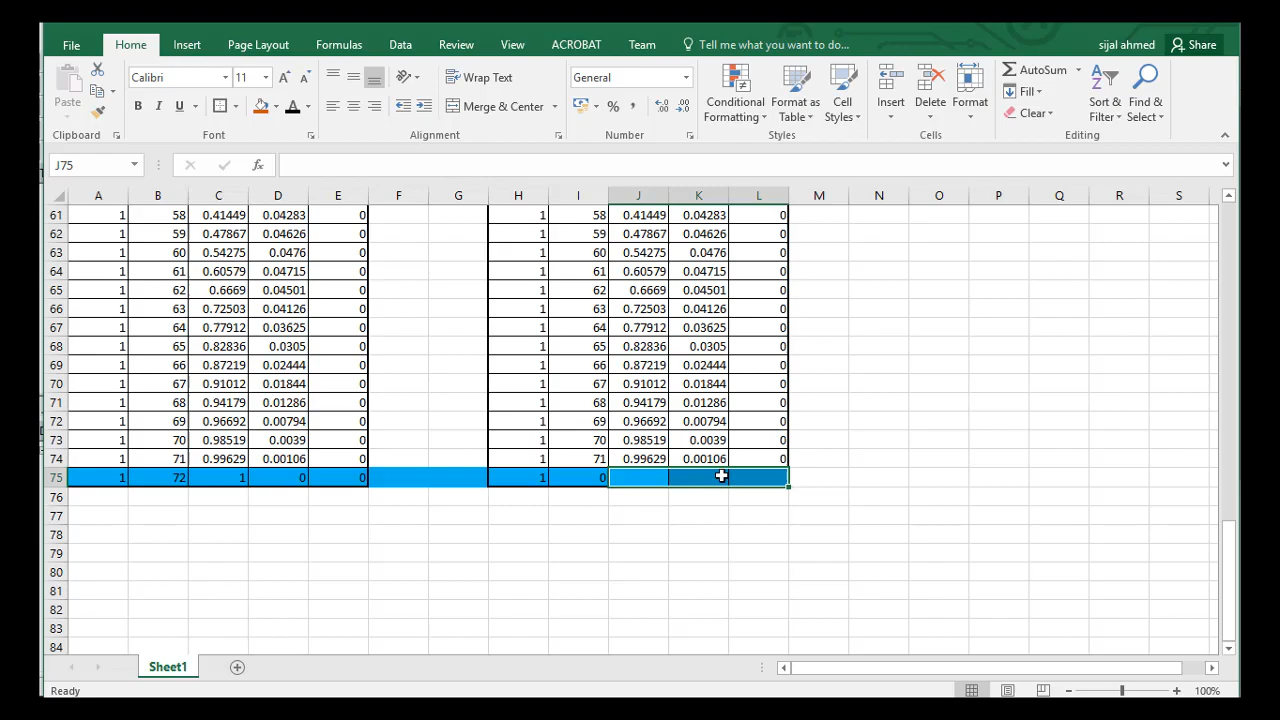 File Home Insert Page Layout Formulas Data Review View ACROBAT Team Tell me what you want to do... sijal ahmed Share
Paste Calibri 11 A A Wrap Text General Conditional Formatting Format as Table Cell Styles Insert Delete Format AutoSum Fill Clear Sort & Filter Find & Select
B I U A Merge & Center %
Clipboard Font Alignment Number Styles Cells Editing
J75 fx
A B C D E F G H I J K L M N O P Q R S
61 1 58 0.41449 0.04283 0 1 58 0.41449 0.04283 0
62 1 59 0.47867 0.04626 0 1 59 0.47867 0.04626 0
63 1 60 0.54275 0.0476 0 1 60 0.54275 0.0476 0
64 1 61 0.60579 0.04715 0 1 61 0.60579 0.04715 0
65 1 62 0.6669 0.04501 0 1 62 0.6669 0.04501 0
66 1 63 0.72503 0.04126 0 1 63 0.72503 0.04126 0
67 1 64 0.77912 0.03625 0 1 64 0.77912 0.03625 0
68 1 65 0.82836 0.0305 0 1 65 0.82836 0.0305 0
69 1 66 0.87219 0.02444 0 1 66 0.87219 0.02444 0
70 1 67 0.91012 0.01844 0 1 67 0.91012 0.01844 0
71 1 68 0.94179 0.01286 0 1 68 0.94179 0.01286 0
72 1 69 0.96692 0.00794 0 1 69 0.96692 0.00794 0
73 1 70 0.98519 0.0039 0 1 70 0.98519 0.0039 0
74 1 71 0.99629 0.00106 0 1 71 0.99629 0.00106 0
75 1 72 1 0 0 1 0
76
77
78
79
80
81
82
83
84
Sheet1
Ready 100%